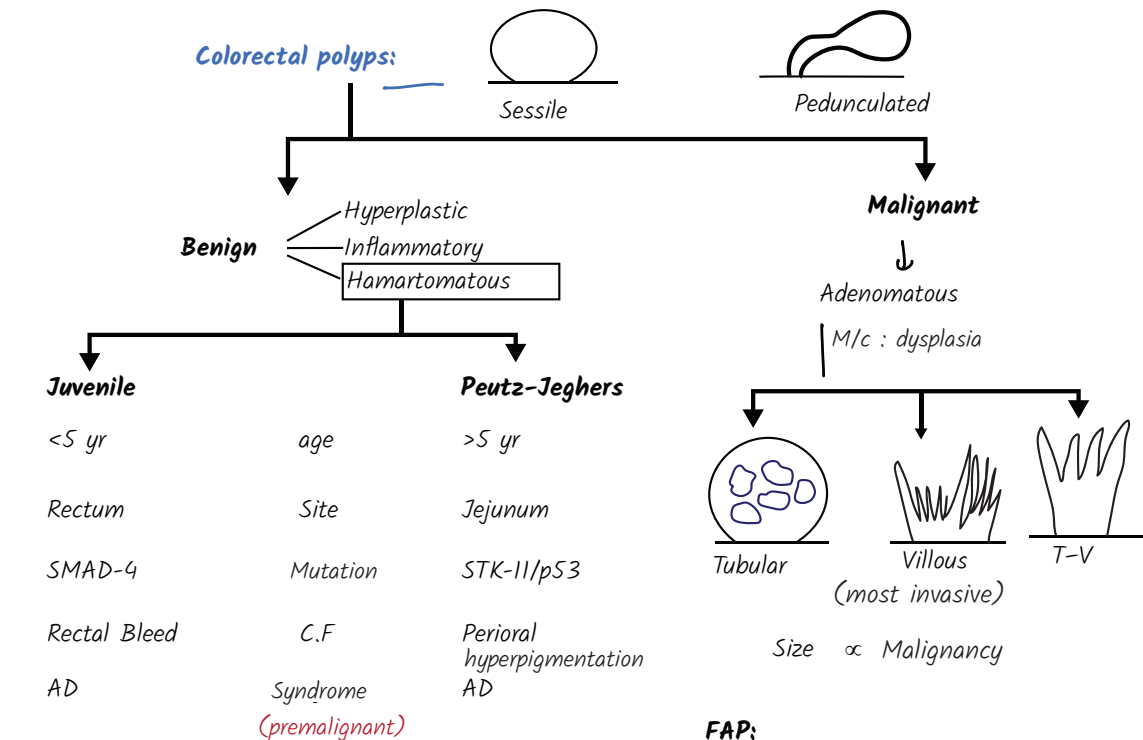 Colorectal polyps:
Sessile
Pedunculated
Benign
Hyperplastic
Inflammatory
Hamartomatous
Malignant
Adenomatous
M/c : dysplasia
Juvenile
Peutz-Jeghers
<5 yr age >5 yr
Rectum Site Jejunum
SMAD-4 Mutation STK-11/p53
Rectal Bleed C.F Perioral
hyperpigmentation
AD Syndrome AD
(premalignant)
Tubular
Villous
(most invasive)
T-V
Size ∝ Malignancy
FAP: